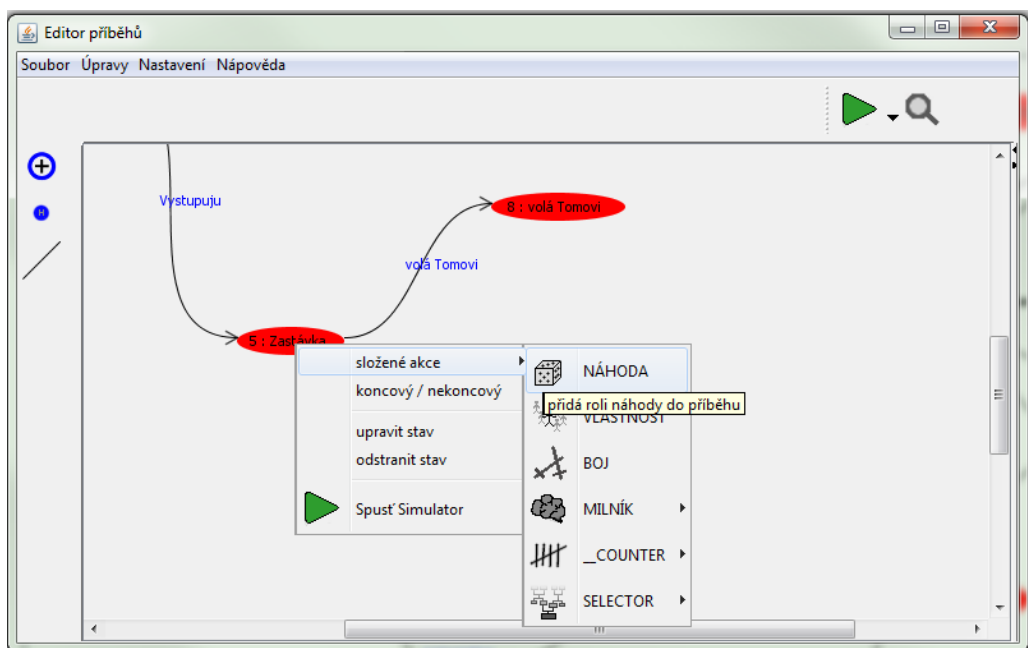 Editor příběhů
Soubor Úpravy Nastavení Nápověda
H
Vystupuju
8 : volá Tomovi
volá Tomovi
5 : Zastávka
složené akce
koncový / nekoncový
upravit stav
odstranit stav
Spusť Simulator
NÁHODA
přidá roli náhody do příběhu
VLASTNOST
BOJ
MILNÍK
__COUNTER
SELECTOR